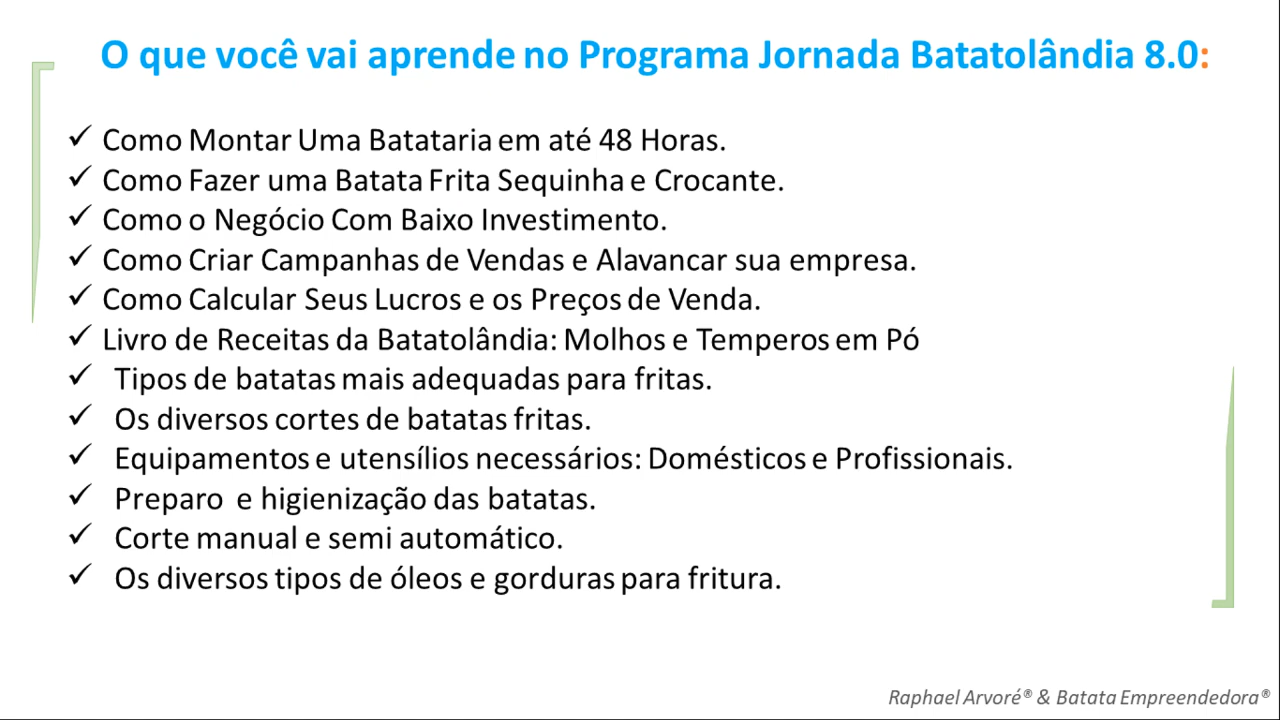 O que você vai aprende no Programa Jornada Batatolândia 8.0:
✓ Como Montar Uma Batataria em até 48 Horas.
✓ Como Fazer uma Batata Frita Sequinha e Crocante.
✓ Como o Negócio Com Baixo Investimento.
✓ Como Criar Campanhas de Vendas e Alavancar sua empresa.
✓ Como Calcular Seus Lucros e os Preços de Venda.
✓ Livro de Receitas da Batatolândia: Molhos e Temperos em Pó
✓ Tipos de batatas mais adequadas para fritas.
✓ Os diversos cortes de batatas fritas.
✓ Equipamentos e utensílios necessários: Domésticos e Profissionais.
✓ Preparo e higienização das batatas.
✓ Corte manual e semi automático.
✓ Os diversos tipos de óleos e gorduras para fritura.
Raphael Arvoré® & Batata Empreendedora®